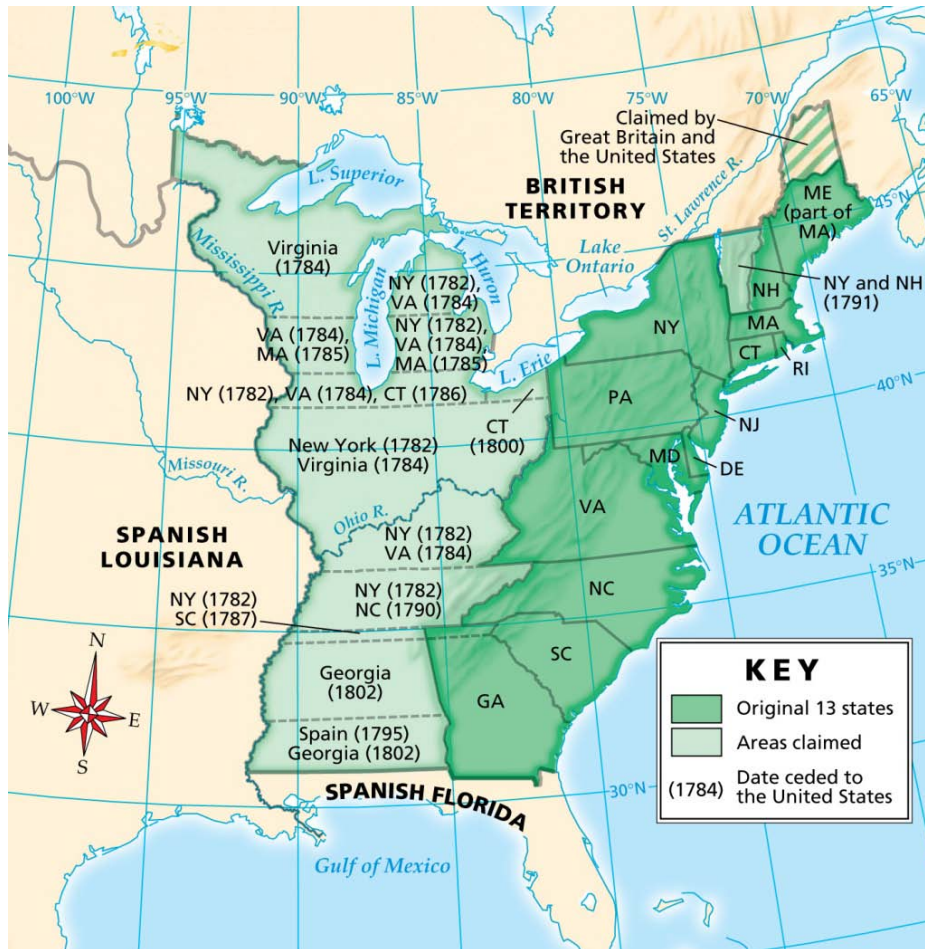 100°W
95°W
90°W
85°W
80°W
75°W
70°W
65°W
Claimed by
Great Britain and
the United States
L. Superior
BRITISH
TERRITORY
St. Lawrence R.
45°N
ME
(part of
MA)
Mississippi R.
Virginia
(1784)
L. Michigan
L. Huron
Lake
Ontario
NY (1782),
VA (1784)
NH
NY and NH
(1791)
VA (1784),
MA (1785)
NY (1782),
VA (1784),
MA (1785)
NY
MA
CT
RI
L. Erie
NY (1782), VA (1784), CT (1786)
PA
40°N
CT
(1800)
NJ
New York (1782)
Virginia (1784)
MD
DE
Missouri R.
VA
ATLANTIC
OCEAN
Ohio R.
NY (1782)
VA (1784)
SPANISH
LOUISIANA
35°N
NY (1782)
NC (1790)
NC
NY (1782)
SC (1787)
SC
Georgia
(1802)
GA
N
W
E
S
Spain (1795)
Georgia (1802)
SPANISH FLORIDA
30°N
Gulf of Mexico
KEY
Original 13 states
Areas claimed
(1784) Date ceded to
the United States